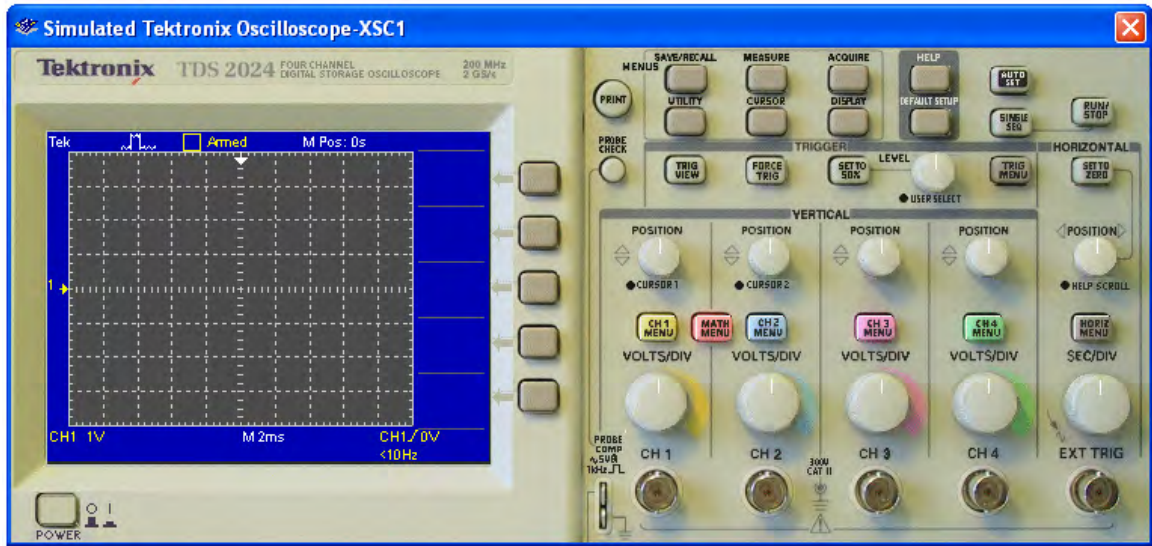 Simulated Tektronix Oscilloscope-XSC1
Tektronix TDS 2024 FOUR CHANNEL DIGITAL STORAGE OSCILLOSCOPE 200 MHz 2 GS/s
Tek Armed M Pos: 0s
1
CH1 1V M 2ms CH1 0V
<10Hz
POWER
O I
MENUS
SAVE/RECALL MEASURE ACQUIRE HELP
PRINT
UTILITY CURSOR DISPLAY DEFAULT SETUP
AUTO SET
SINGLE SEQ
RUN/STOP
PROBE CHECK
TRIGGER
HORIZONTAL
TRIG VIEW
FORCE TRIG
SET TO 50%
LEVEL
TRIG MENU
SET TO ZERO
USER SELECT
VERTICAL
POSITION POSITION POSITION POSITION POSITION
CURSOR 1 CURSOR 2 HELP SCROLL
CH 1 MENU
MATH MENU
CH 2 MENU
CH 3 MENU
CH 4 MENU
HORIZ MENU
VOLTS/DIV VOLTS/DIV VOLTS/DIV VOLTS/DIV SEC/DIV
PROBE COMP
~5V@
1kHz
CH 1 CH 2 CH 3 CH 4 EXT TRIG
300V
CAT II